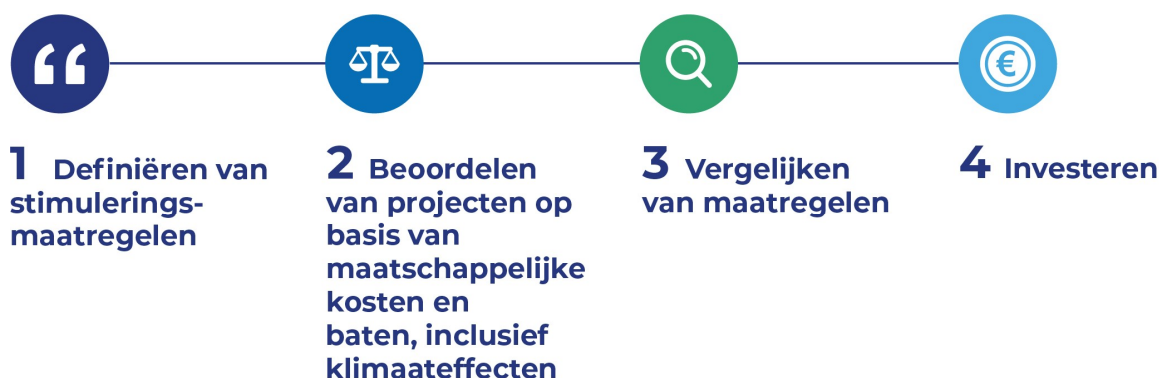 1 Definiëren van
stimulerings-
maatregelen
2 Beoordelen
van projecten op
basis van
maatschappelijke
kosten en
baten, inclusief
klimaateffecten
3 Vergelijken
van maatregelen
4 Investeren